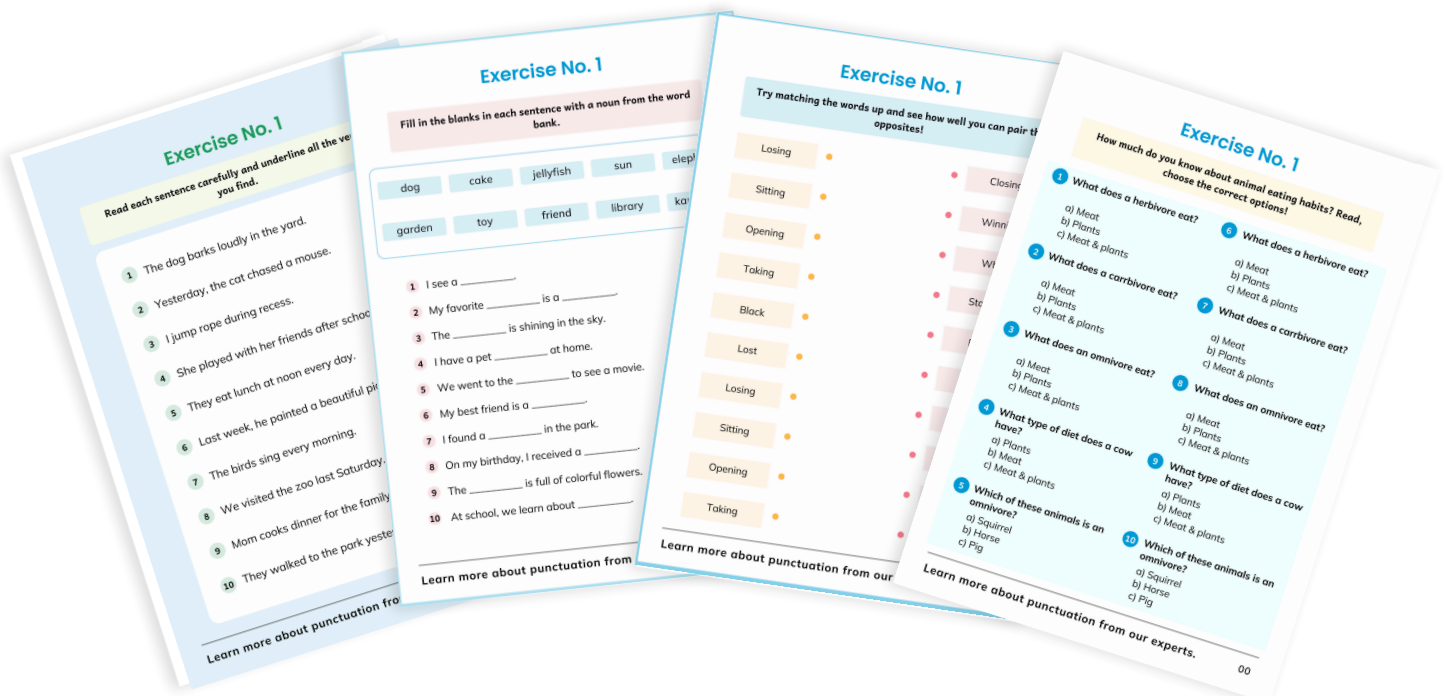 Exercise No. 1
Read each sentence carefully and underline all the
you find.
1 The dog barks loudly in the yard.
2 Yesterday, the cat chased a mouse.
3 I jump rope during recess.
4 She played with her friends after
5 They eat lunch at noon every day.
6 Last week, he painted a beautiful
7 The birds sing every morning.
8 We visited the zoo last Saturday.
9 Mom cooks dinner for the family
10 They walked to the park
Learn more about punctuation
Exercise No. 1
Fill in the blanks in each sentence with a noun from the word
bank.
dog cake jellyfish sun
garden toy friend library
1 I see a ________.
2 My favorite ________ is a ________.
3 The ________ is shining in the sky.
4 I have a pet ________ at home.
5 We went to the ________ to see a movie.
6 My best friend is a ________.
7 I found a ________ in the park.
8 On my birthday, I received a ________.
9 The ________ is full of colorful flowers.
10 At school, we learn about ________.
Learn more about punctuation from
Exercise No. 1
Try matching the words up and see how well you can pair
opposites!
Losing
Sitting
Opening
Taking
Black
Lost
Losing
Sitting
Opening
Taking
Learn more about punctuation from our
Exercise No. 1
How much do you know about animal eating habits? Read,
choose the correct options!
1 What does a herbivore eat?
a) Meat
b) Plants
c) Meat & plants
2 What does a carrbivore eat?
a) Meat
b) Plants
c) Meat & plants
3 What does an omnivore eat?
a) Meat
b) Plants
c) Meat & plants
4 What type of diet does a cow
have?
a) Plants
b) Meat
c) Meat & plants
5 Which of these animals is an
omnivore?
a) Squirrel
b) Horse
c) Pig
6 What does a herbivore eat?
a) Meat
b) Plants
c) Meat & plants
7 What does a carrbivore eat?
a) Meat
b) Plants
c) Meat & plants
8 What does an omnivore eat?
a) Meat
b) Plants
c) Meat & plants
9 What type of diet does a cow
have?
a) Plants
b) Meat
c) Meat & plants
10 Which of these animals is an
omnivore?
a) Squirrel
b) Horse
c) Pig
Learn more about punctuation from our experts.
00